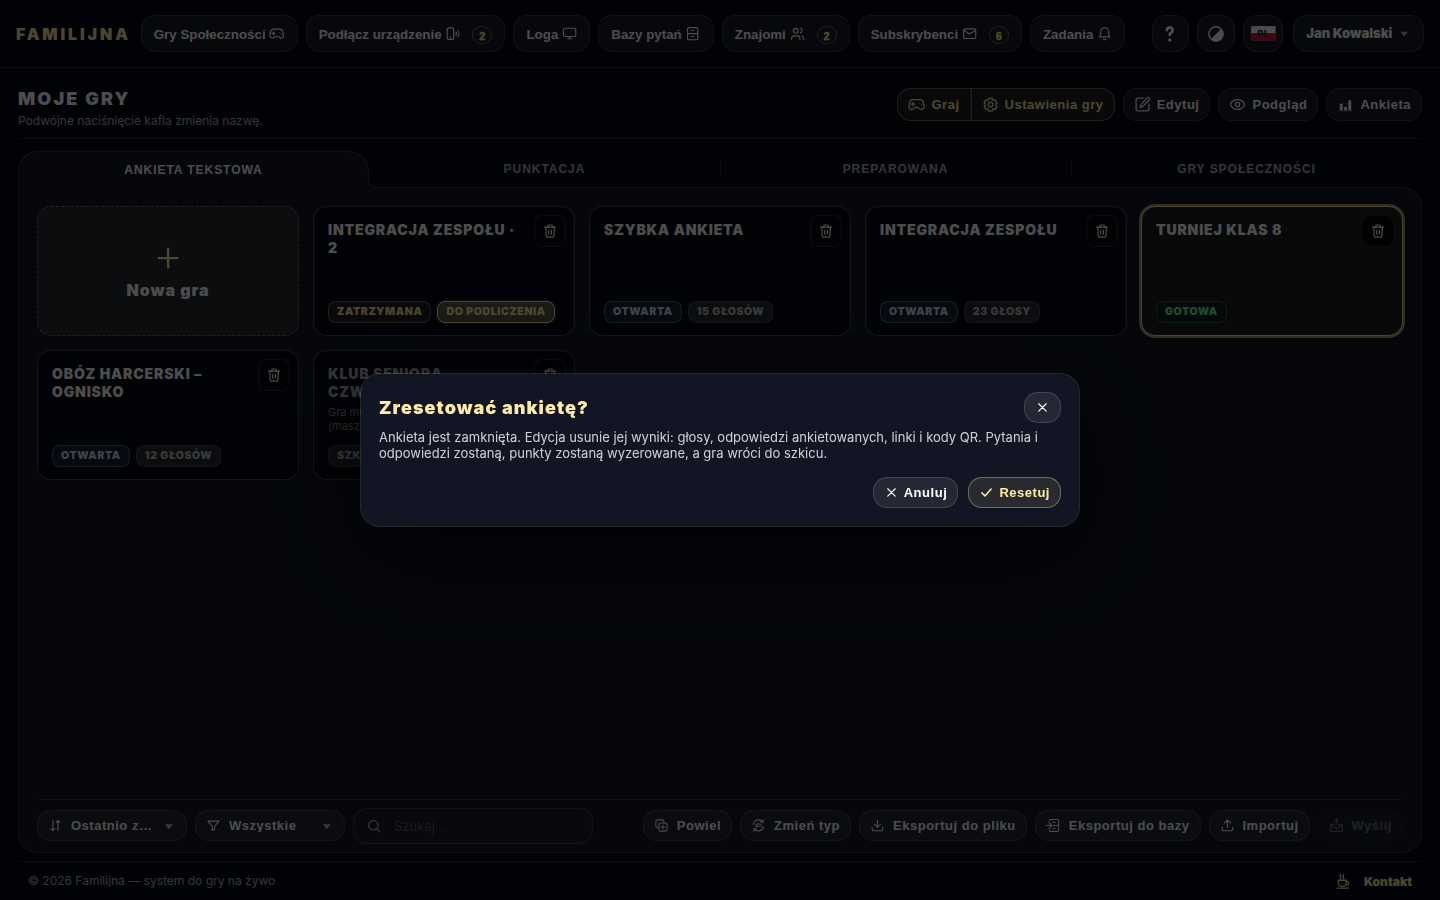 FAMILIJNA
Gry Społeczności
Podłącz urządzenie 2
Loga
Bazy pytań
Znajomi 2
Subskrybenci 6
Zadania
?
PL
Jan Kowalski
MOJE GRY
Podwójne naciśnięcie kafla zmienia nazwę.
Graj
Ustawienia gry
Edytuj
Podgląd
Ankieta
ANKIETA TEKSTOWA
PUNKTACJA
PREPAROWANA
GRY SPOŁECZNOŚCI
Nowa gra
INTEGRACJA ZESPOŁU ·
2
ZATRZYMANA
DO PODLICZENIA
SZYBKA ANKIETA
OTWARTA
15 GŁOSÓW
INTEGRACJA ZESPOŁU
OTWARTA
23 GŁOSY
TURNIEJ KLAS 8
GOTOWA
OBÓZ HARCERSKI –
OGNISKO
OTWARTA
12 GŁOSÓW
KLUB SENIORA
Zresetować ankietę?
Ankieta jest zamknięta. Edycja usunie jej wyniki: głosy, odpowiedzi ankietowanych, linki i kody QR. Pytania i
odpowiedzi zostaną, punkty zostaną wyzerowane, a gra wróci do szkicu.
Anuluj
Resetuj
Ostatnio z...
Wszystkie
Szukaj...
Powiel
Zmień typ
Eksportuj do pliku
Eksportuj do bazy
Importuj
Wyślij
© 2026 Familijna — system do gry na żywo
Kontakt